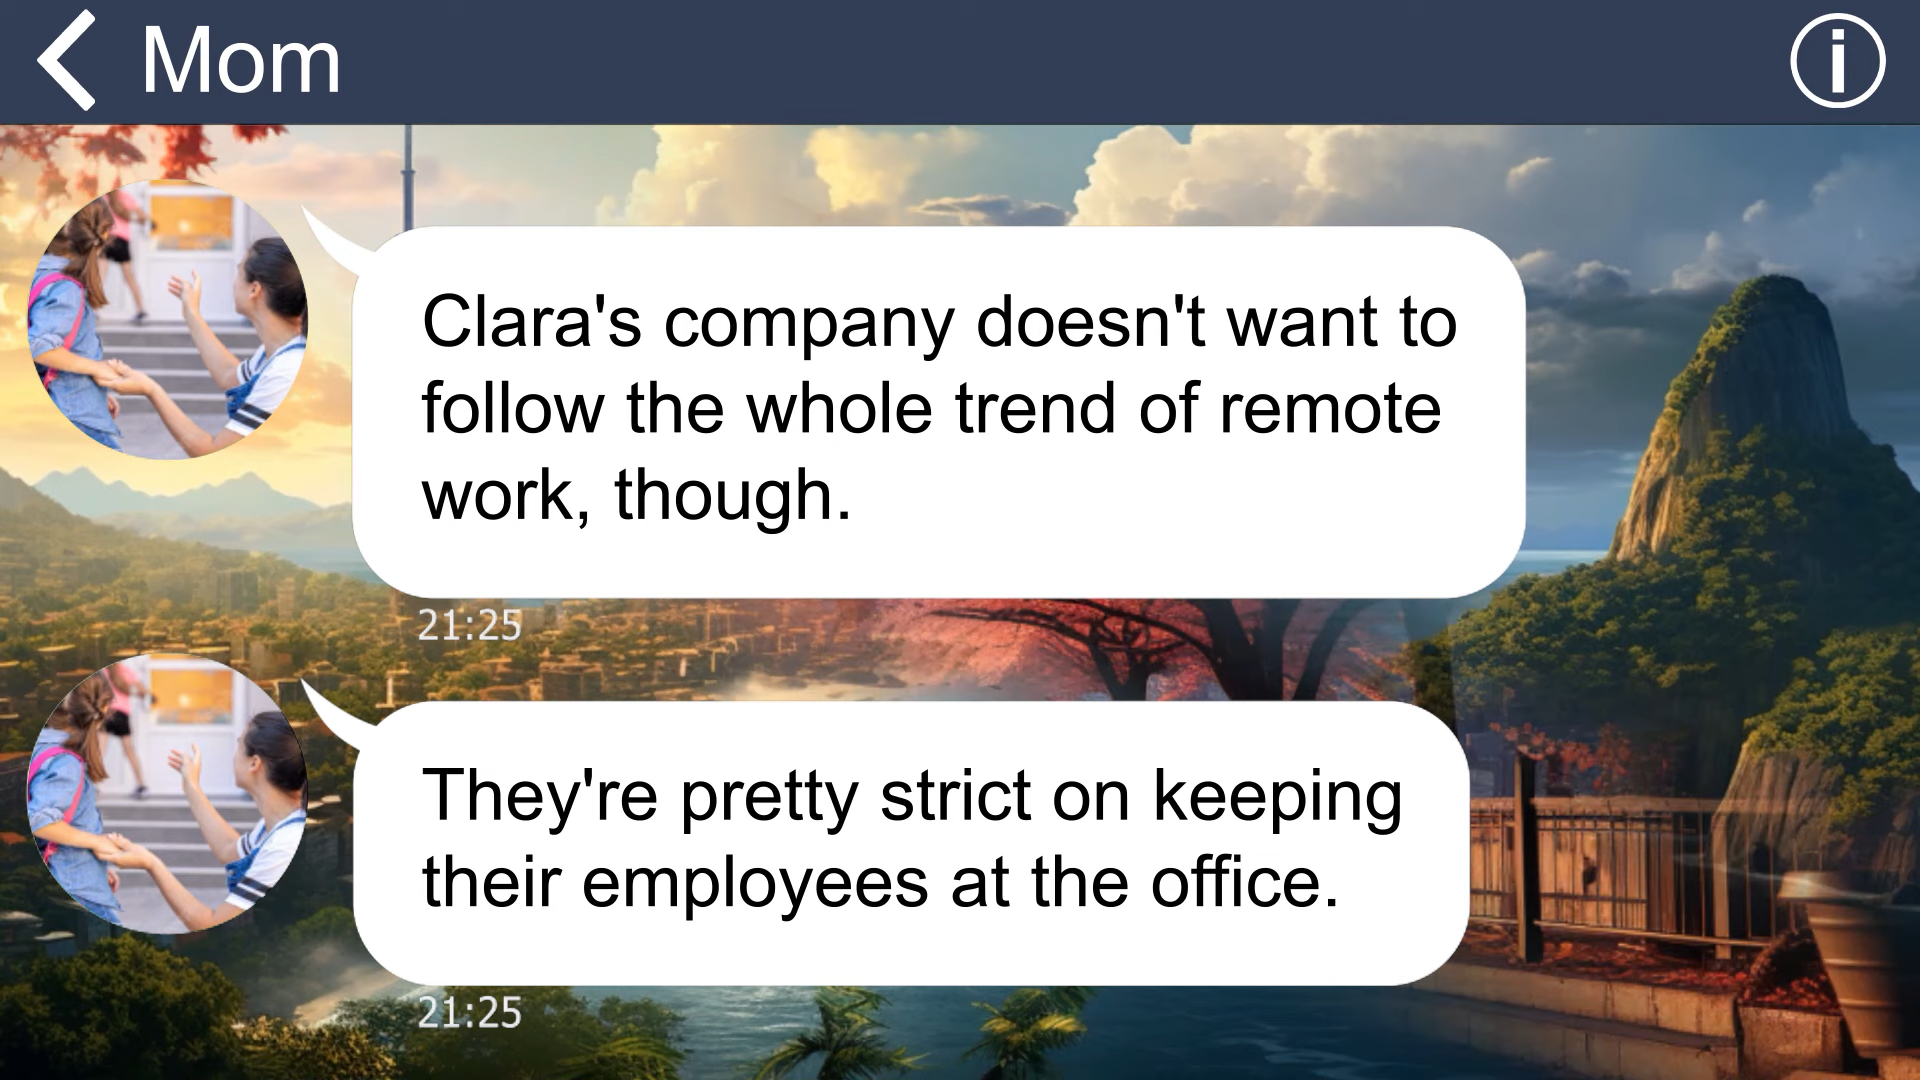 Mom
Clara's company doesn't want to
follow the whole trend of remote
work, though.
21:25
They're pretty strict on keeping
their employees at the office.
21:25